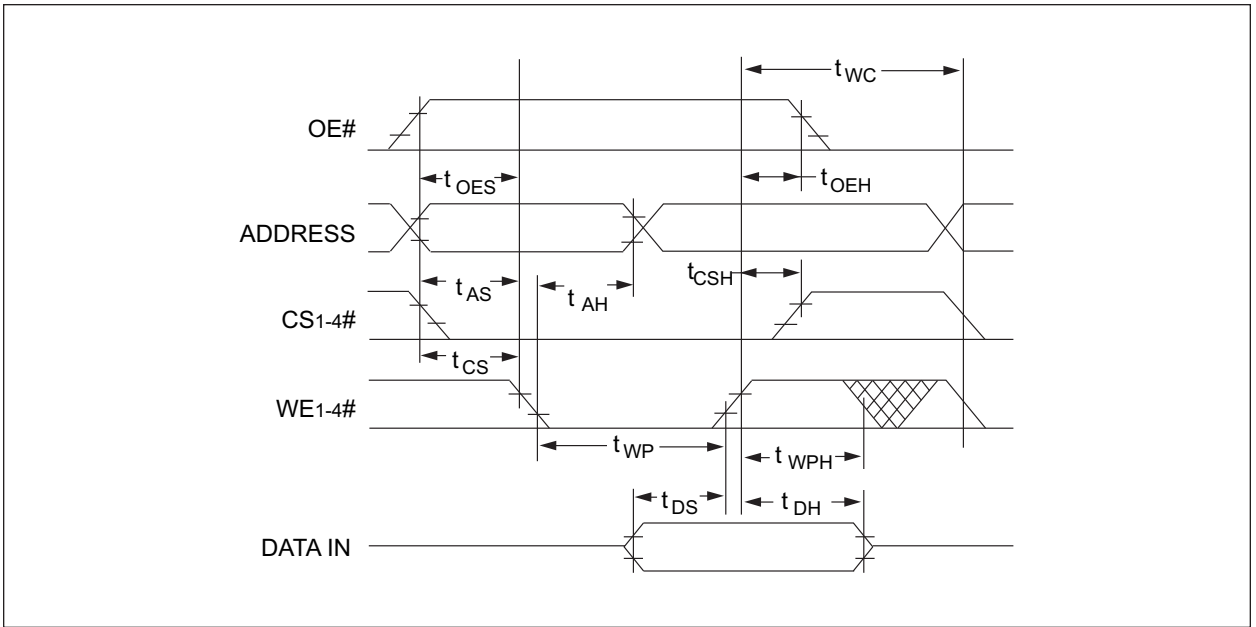 t WC
OE#
t OES
t OEH
ADDRESS
t CSH
t AS
t AH
CS1-4#
t CS
WE1-4#
t WP
t WPH
t DS
t DH
DATA IN